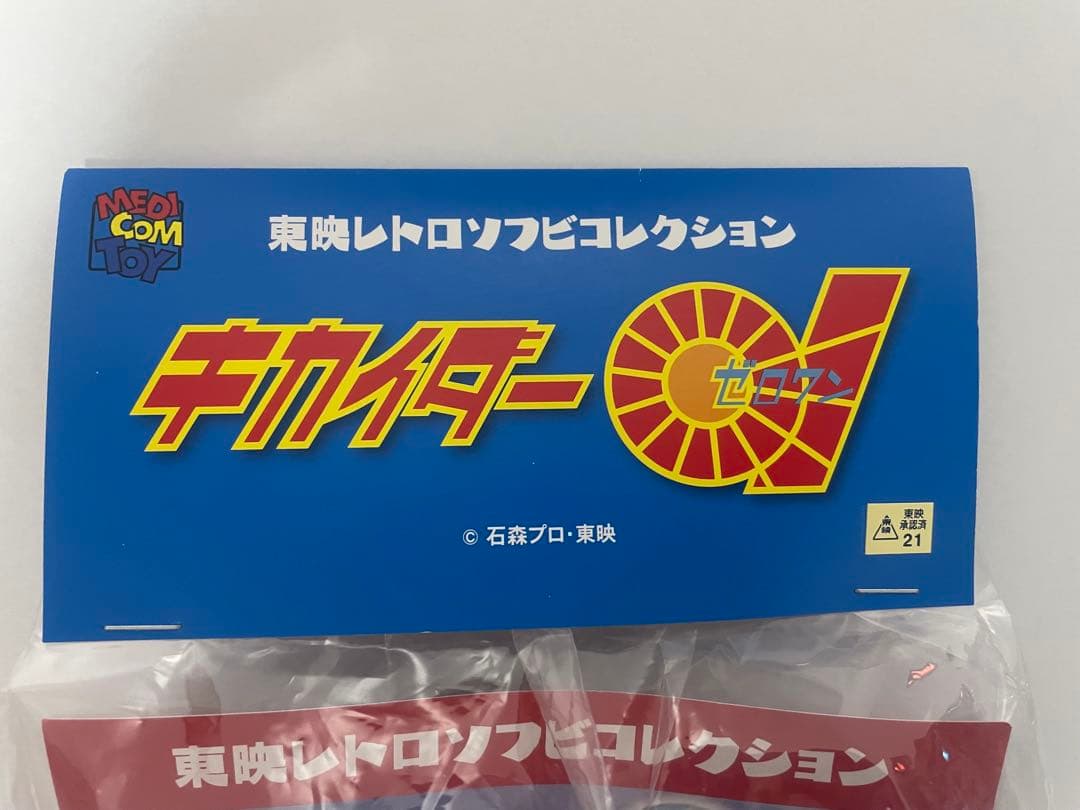 MEDI
COM
TOY
東映レトロソフビコレクション
キカイダー01
ゼロワン
© 石森プロ・東映
東映
東映
承認済
21
東映レトロソフビコレクション